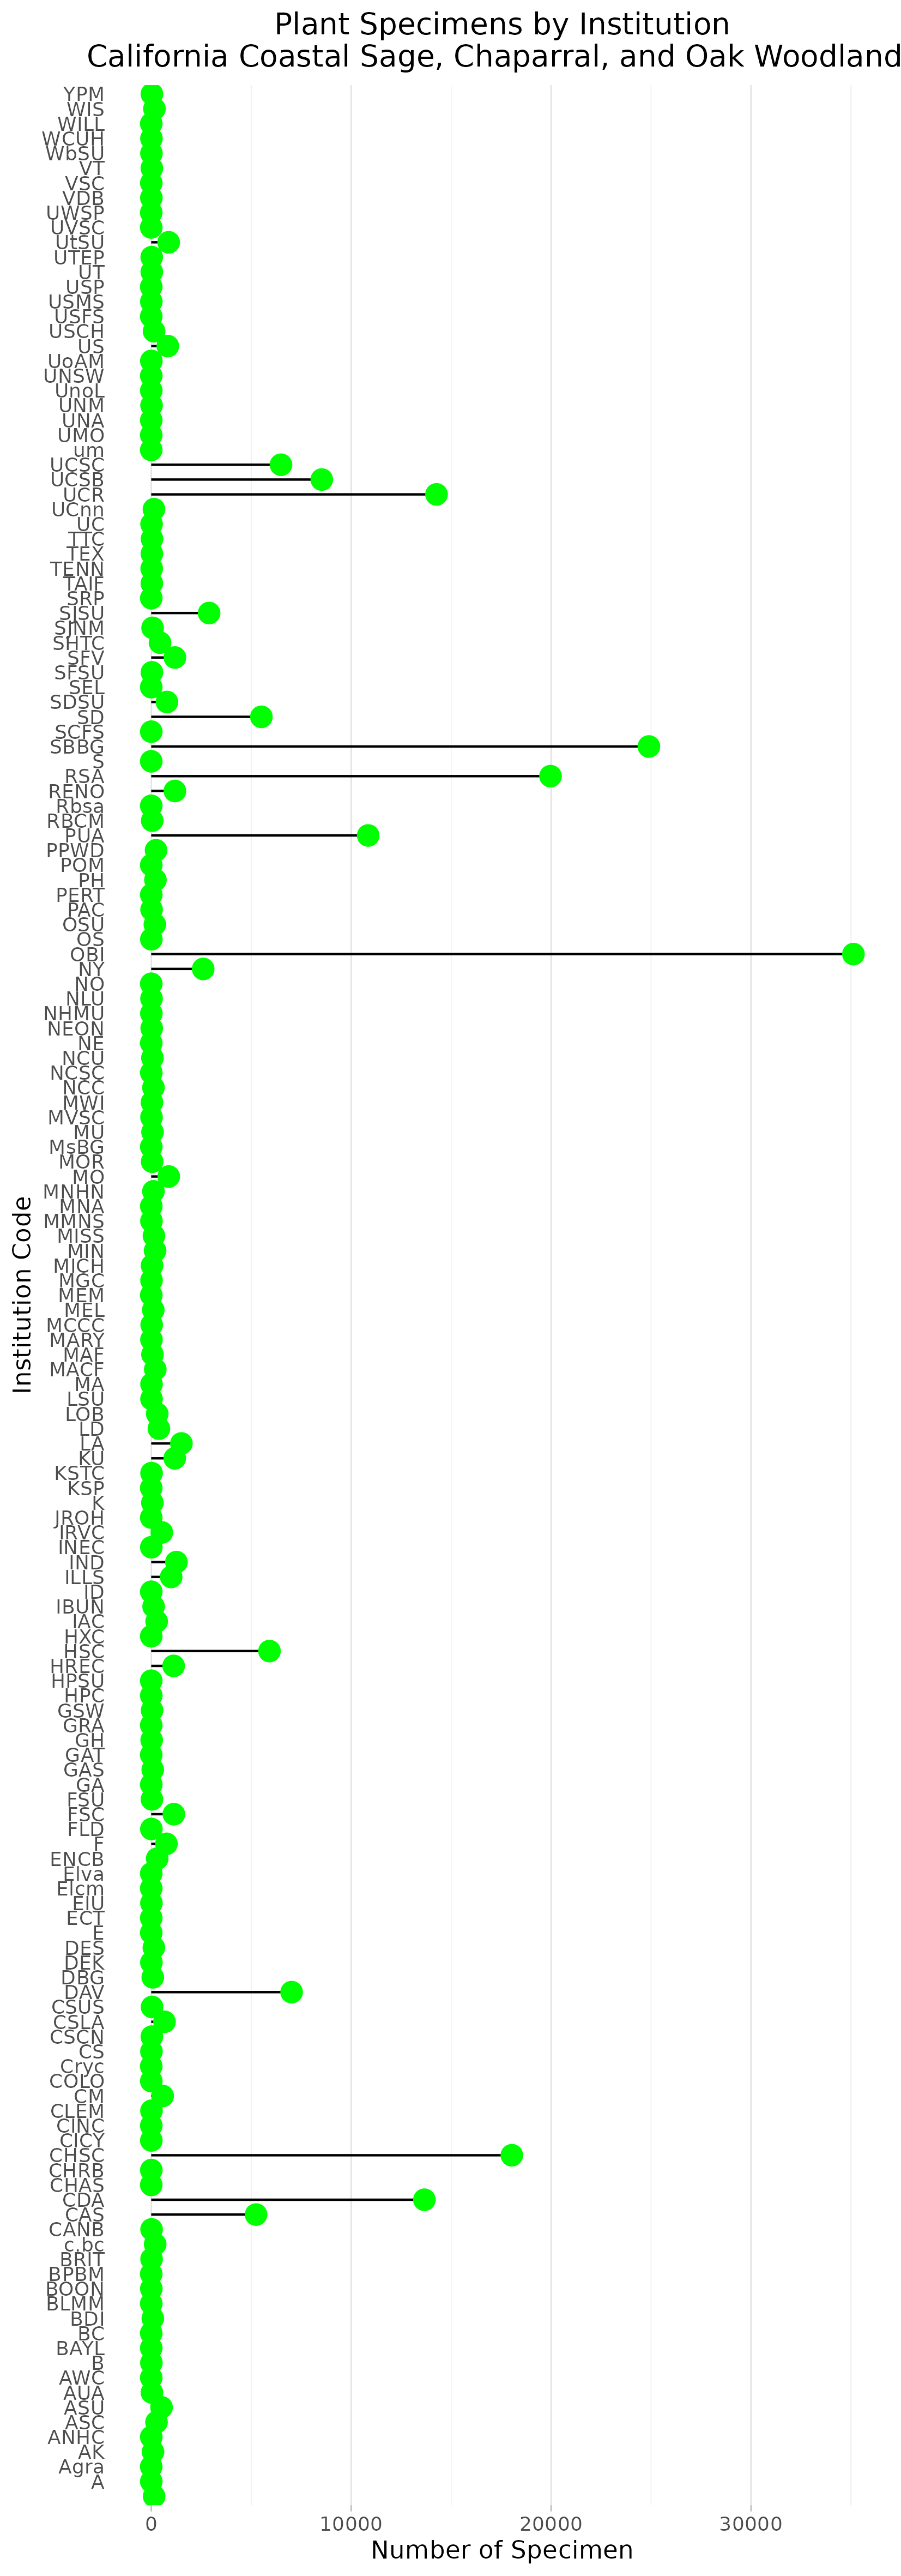 Plant Specimens by Institution
California Coastal Sage, Chaparral, and Oak Woodland
YPM
WIS
WILL
WCUH
WbSU
VT
VSC
VDB
UWSP
UVSC
UtSU
UTEP
UT
USP
USMS
USFS
USCH
US
UoAM
UNSW
UnoL
UNM
UNA
UMO
um
UCSC
UCSB
UCR
UCnn
UC
TTC
TEX
TENN
TAIF
SRP
SJSU
SJNM
SHTC
SFV
SFSU
SEL
SDSU
SD
SCFS
SBBG
S
RSA
RENO
Rbsa
RBCM
PUA
PPWD
POM
PH
PERT
PAC
OSU
OS
OBI
NY
NO
NLU
NHMU
NEON
NE
NCU
NCSC
NCC
MWI
MVSC
MU
MsBG
MOR
MO
MNHN
MNA
MMNS
MISS
MIN
MICH
MGC
MEM
MEL
MCCC
MARY
MAF
MACF
MA
LSU
LOB
LD
LA
KU
KSTC
KSP
K
JROH
IRVC
INEC
IND
ILLS
ID
IBUN
IAC
HXC
HSC
HREC
HPSU
HPC
GSW
GRA
GH
GAT
GAS
GA
FSU
FSC
FLD
F
ENCB
Elva
Elcm
EIU
ECT
E
DES
DEK
DBG
DAV
CSUS
CSLA
CSCN
CS
Cryc
COLO
CM
CLEM
CINC
CICY
CHSC
CHRB
CHAS
CDA
CAS
CANB
c.bc
BRIT
BPBM
BOON
BLMM
BDI
BC
BAYL
B
AWC
AUA
ASU
ASC
ANHC
AK
Agra
A
Institution Code
0 10000 20000 30000
Number of Specimen